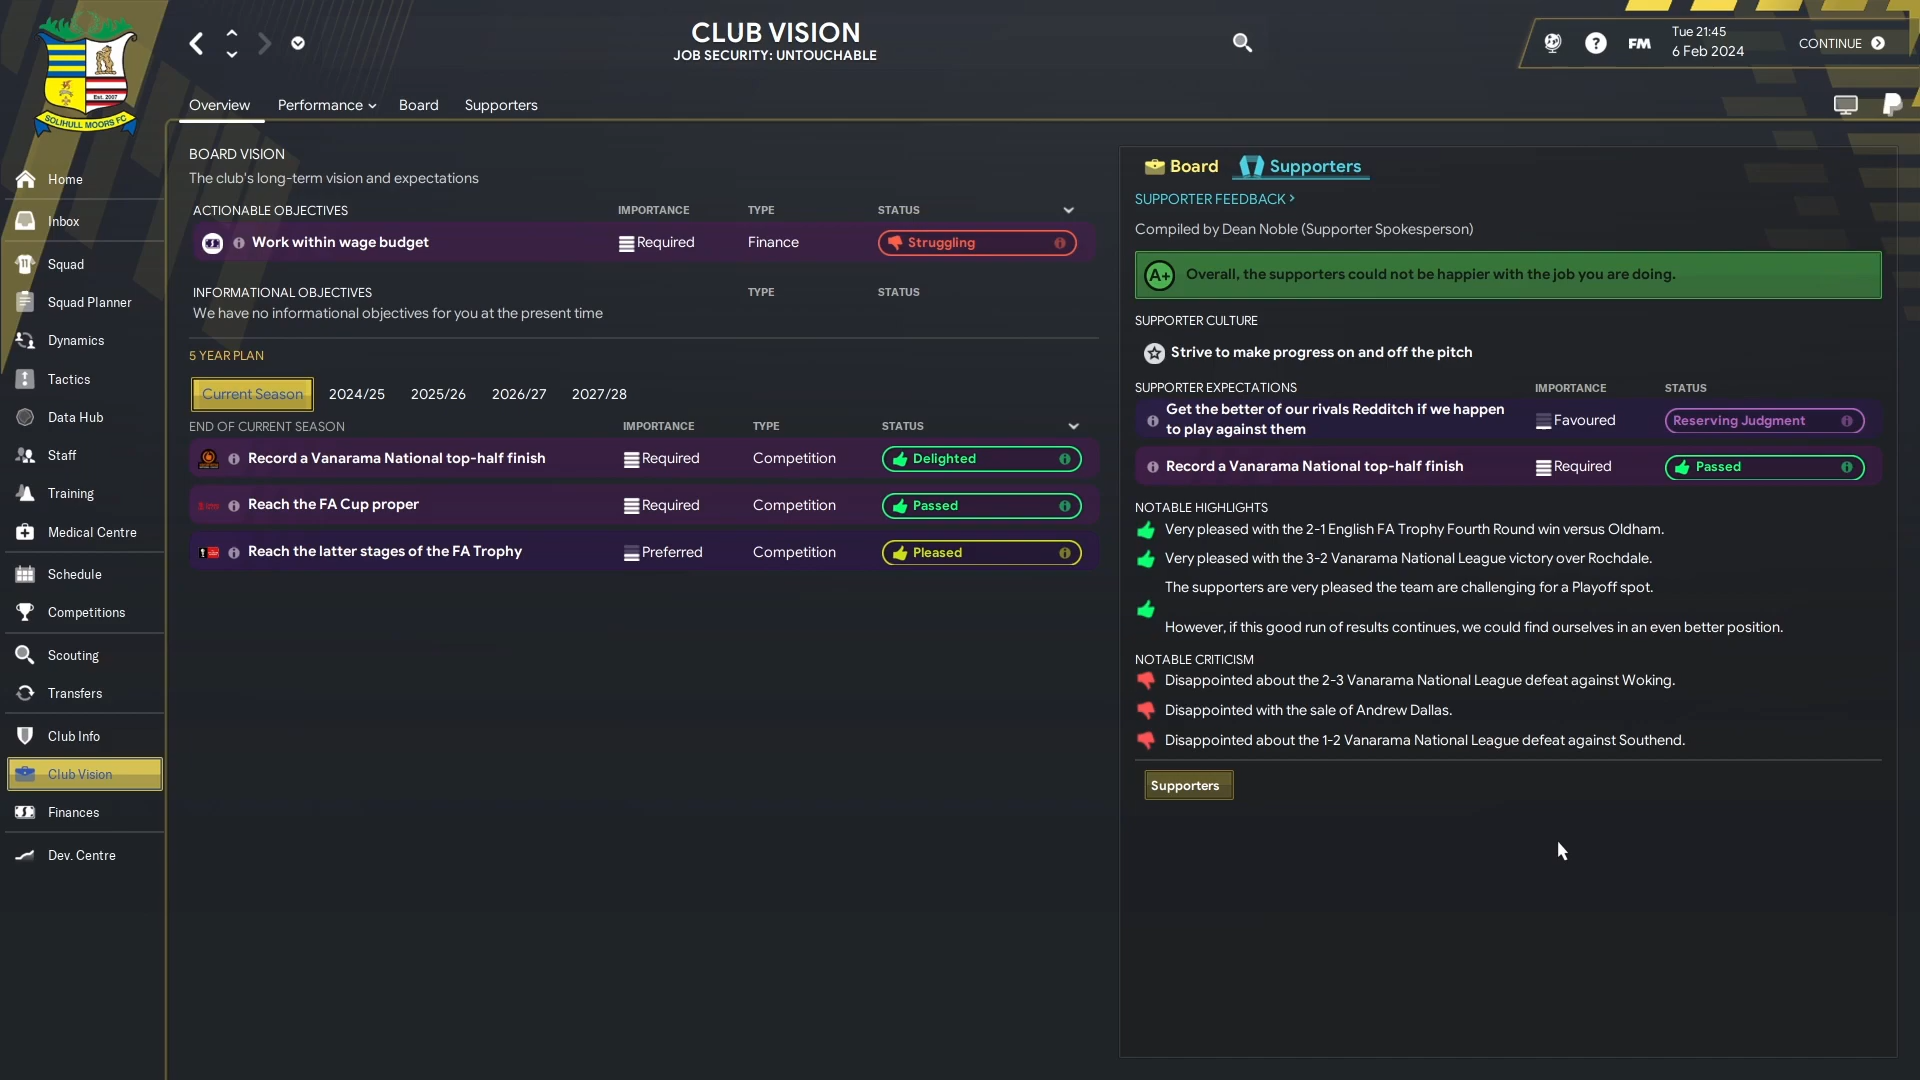 CLUB VISION
JOB SECURITY: UNTOUCHABLE
Tue 21:45
6 Feb 2024
FM
CONTINUE
Est. 2007
SOLIHULL MOORS FC
Overview
Performance
Board
Supporters
Home
Inbox
Squad
Squad Planner
Dynamics
Tactics
Data Hub
Staff
Training
Medical Centre
Schedule
Competitions
Scouting
Transfers
Club Info
Club Vision
Finances
Dev. Centre
BOARD VISION
The club's long-term vision and expectations
ACTIONABLE OBJECTIVES IMPORTANCE TYPE STATUS
Work within wage budget Required Finance Struggling
INFORMATIONAL OBJECTIVES TYPE STATUS
We have no informational objectives for you at the present time
5 YEAR PLAN
Current Season 2024/25 2025/26 2026/27 2027/28
END OF CURRENT SEASON IMPORTANCE TYPE STATUS
Record a Vanarama National top-half finish Required Competition Delighted
Reach the FA Cup proper Required Competition Passed
Reach the latter stages of the FA Trophy Preferred Competition Pleased
Board Supporters
SUPPORTER FEEDBACK >
Compiled by Dean Noble (Supporter Spokesperson)
A+ Overall, the supporters could not be happier with the job you are doing.
SUPPORTER CULTURE
Strive to make progress on and off the pitch
SUPPORTER EXPECTATIONS IMPORTANCE STATUS
Get the better of our rivals Redditch if we happen
to play against them Favoured Reserving Judgment
Record a Vanarama National top-half finish Required Passed
NOTABLE HIGHLIGHTS
Very pleased with the 2-1 English FA Trophy Fourth Round win versus Oldham.
Very pleased with the 3-2 Vanarama National League victory over Rochdale.
The supporters are very pleased the team are challenging for a Playoff spot.
However, if this good run of results continues, we could find ourselves in an even better position.
NOTABLE CRITICISM
Disappointed about the 2-3 Vanarama National League defeat against Woking.
Disappointed with the sale of Andrew Dallas.
Disappointed about the 1-2 Vanarama National League defeat against Southend.
Supporters